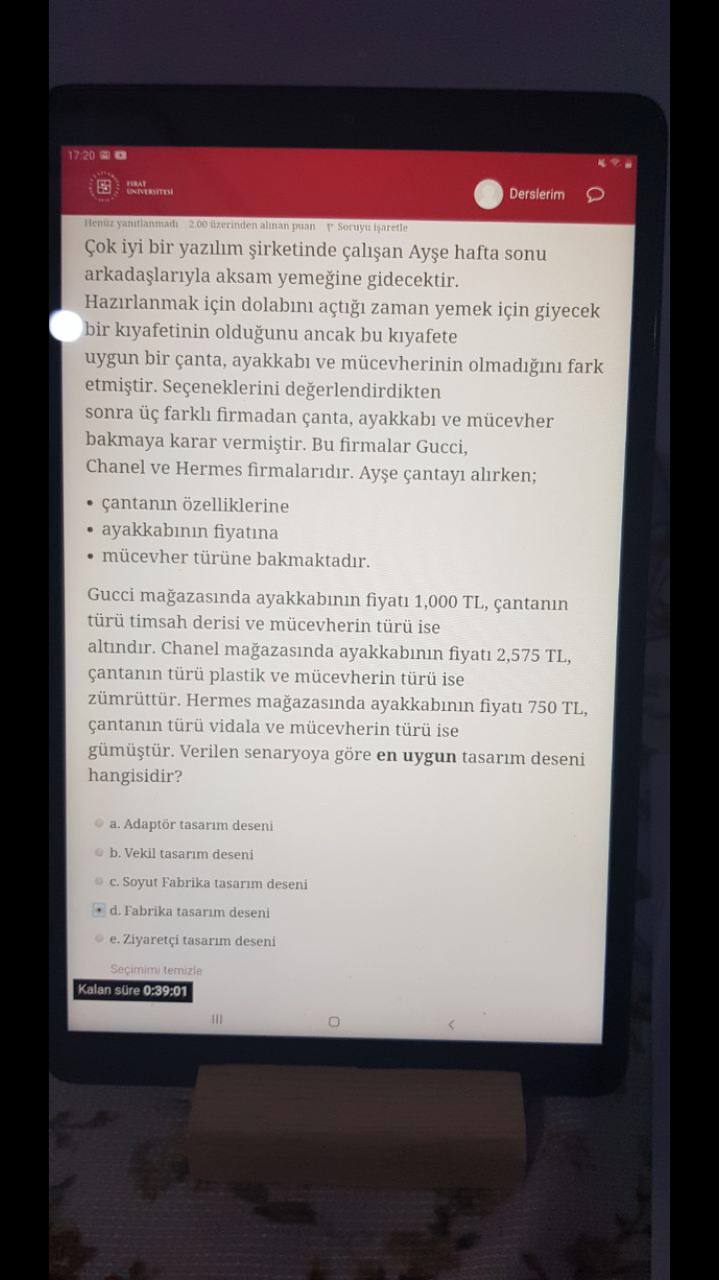 17:20
FIRAT
ÜNİVERSİTESİ
Derslerim
Henüz yanıtlanmadı 2.00 üzerinden alınan puan Soruyu işaretle
Çok iyi bir yazılım şirketinde çalışan Ayşe hafta sonu
arkadaşlarıyla aksam yemeğine gidecektir.
Hazırlanmak için dolabını açtığı zaman yemek için giyecek
bir kıyafetinin olduğunu ancak bu kıyafete
uygun bir çanta, ayakkabı ve mücevherinin olmadığını fark
etmiştir. Seçeneklerini değerlendirdikten
sonra üç farklı firmadan çanta, ayakkabı ve mücevher
bakmaya karar vermiştir. Bu firmalar Gucci,
Chanel ve Hermes firmalarıdır. Ayşe çantayı alırken;
• çantanın özelliklerine
• ayakkabının fiyatına
• mücevher türüne bakmaktadır.
Gucci mağazasında ayakkabının fiyatı 1,000 TL, çantanın
türü timsah derisi ve mücevherin türü ise
altındır. Chanel mağazasında ayakkabının fiyatı 2,575 TL,
çantanın türü plastik ve mücevherin türü ise
zümrüttür. Hermes mağazasında ayakkabının fiyatı 750 TL,
çantanın türü vidala ve mücevherin türü ise
gümüştür. Verilen senaryoya göre en uygun tasarım deseni
hangisidir?
a. Adaptör tasarım deseni
b. Vekil tasarım deseni
c. Soyut Fabrika tasarım deseni
d. Fabrika tasarım deseni
e. Ziyaretçi tasarım deseni
Seçimimi temizle
Kalan süre 0:39:01